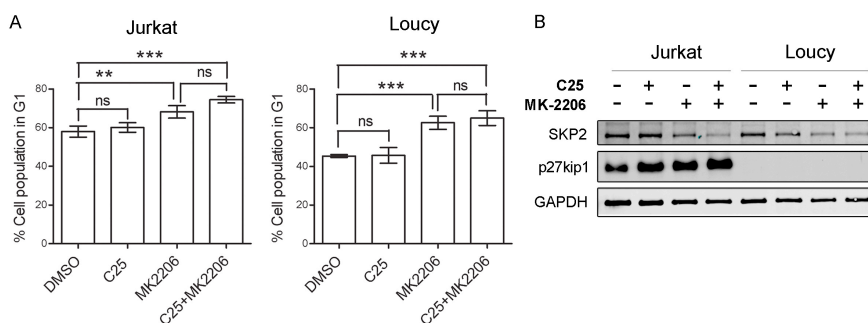 A
Jurkat
Loucy
B
***
**
ns
ns
***
***
ns
ns
% Cell population in G1
80
60
40
20
0
DMSO
C25
MK2206
C25+MK2206
% Cell population in G1
80
60
40
20
0
DMSO
C25
MK2206
C25+MK2206
Jurkat
Loucy
C25 - + - + - + - +
MK-2206 - - + + - - + +
SKP2
p27kip1
GAPDH